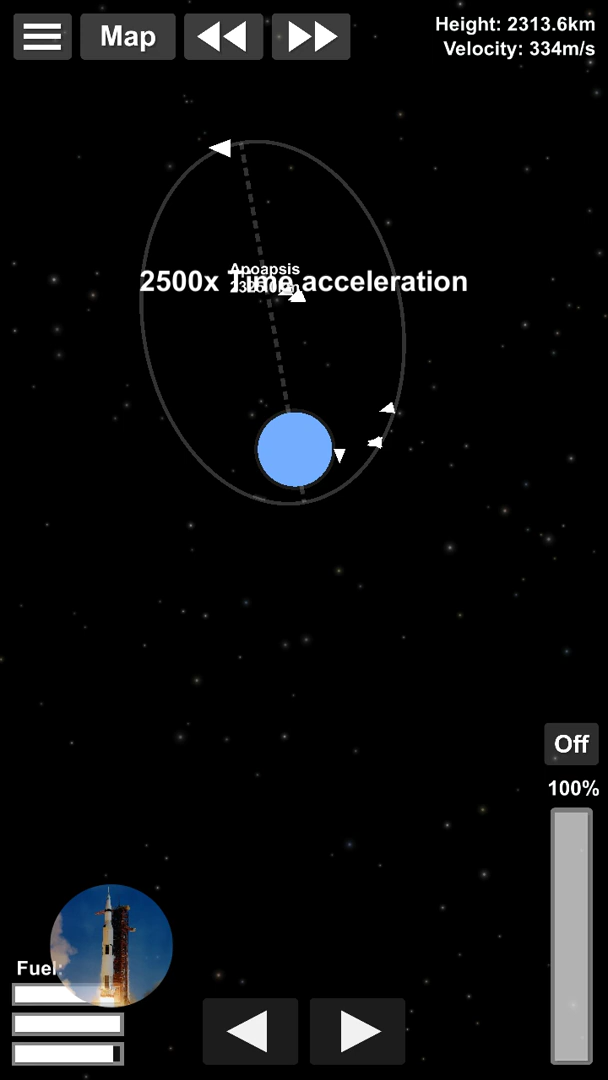 Map
Height: 2313.6km
Velocity: 334m/s
Apoapsis
2500x Time acceleration
Off
100%
Fuel: